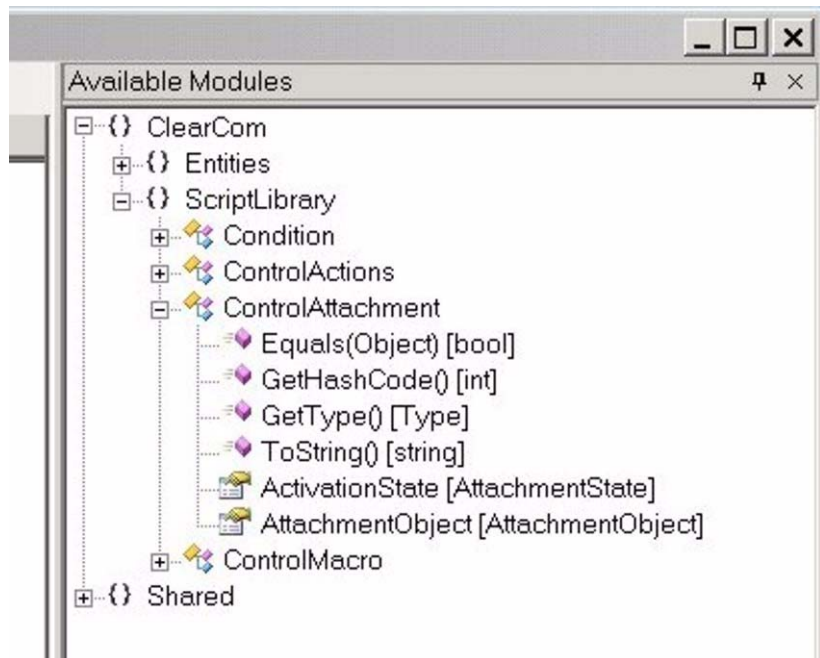 Available Modules
{} ClearCom
{} Entities
{} ScriptLibrary
Condition
ControlActions
ControlAttachment
Equals(Object) [bool]
GetHashCode() [int]
GetType() [Type]
ToString() [string]
ActivationState [AttachmentState]
AttachmentObject [AttachmentObject]
ControlMacro
{} Shared